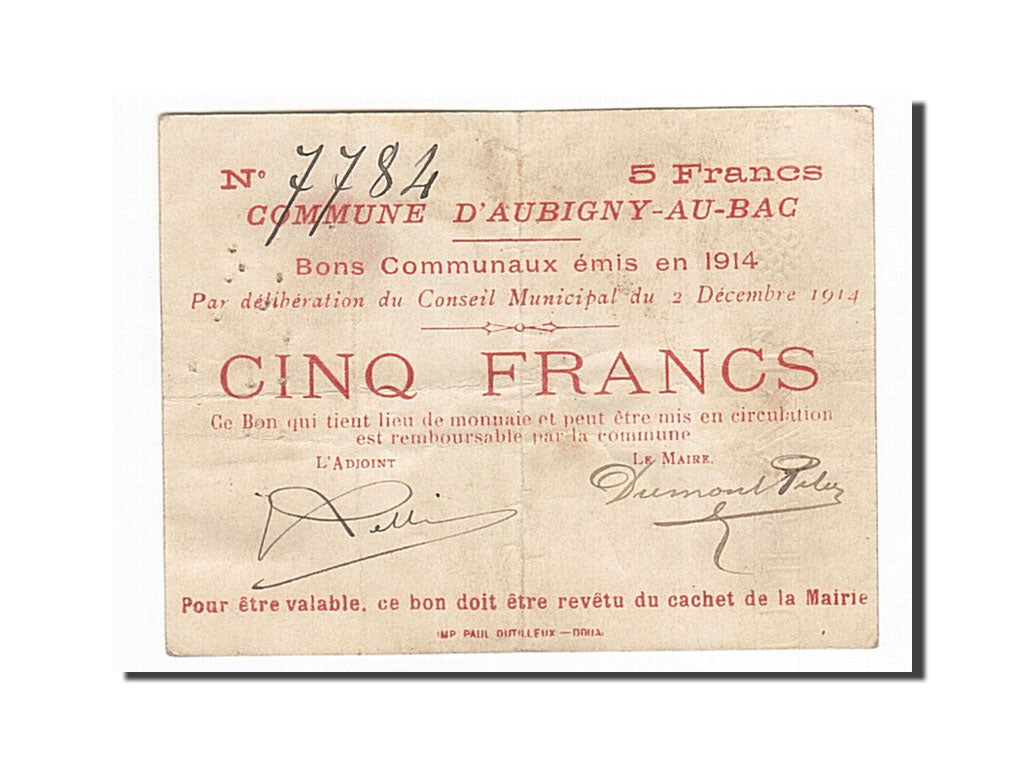 N° 7784 5 Francs
COMMUNE D'AUBIGNY-AU-BAC
Bons Communaux émis en 1914
Par délibération du Conseil Municipal du 2 Décembre 1914
CINQ FRANCS
Ce Bon qui tient lieu de monnaie et peut être mis en circulation
est remboursable par la commune
L'ADJOINT LE MAIRE,
Dumont
Pour être valable, ce bon doit être revêtu du cachet de la Mairie
IMP PAUL DUTILLEUX — DOUAI